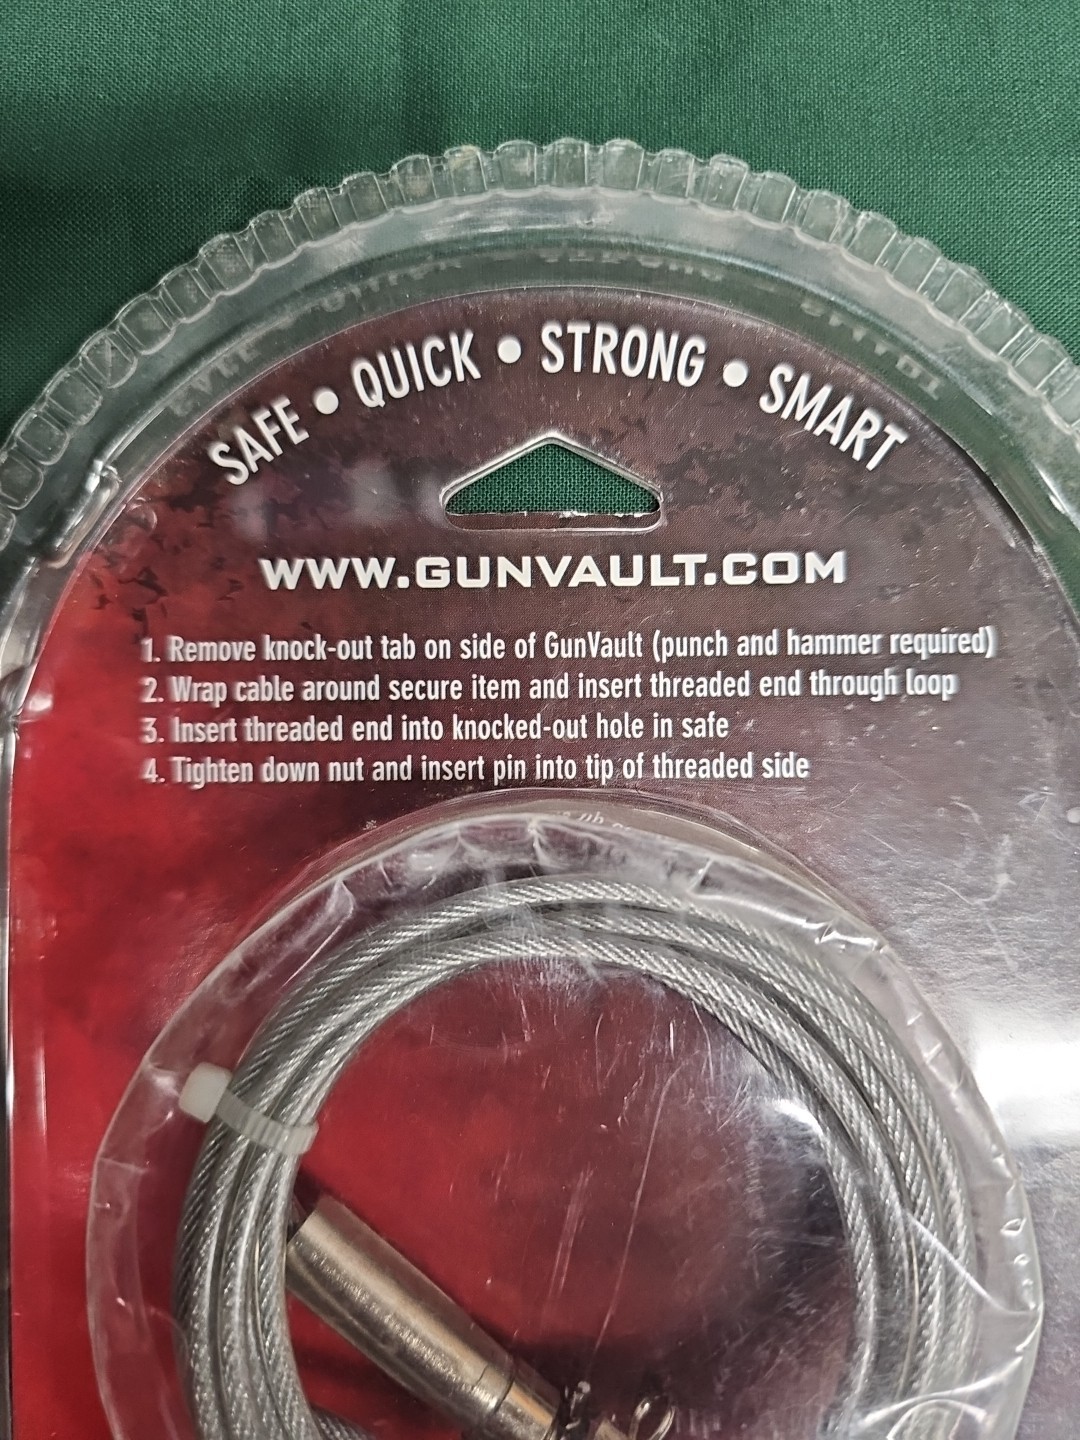 SAFE • QUICK • STRONG • SMART
WWW.GUNVAULT.COM
1. Remove knock-out tab on side of GunVault (punch and hammer required)
2. Wrap cable around secure item and insert threaded end through loop
3. Insert threaded end into knocked-out hole in safe
4. Tighten down nut and insert pin into tip of threaded side